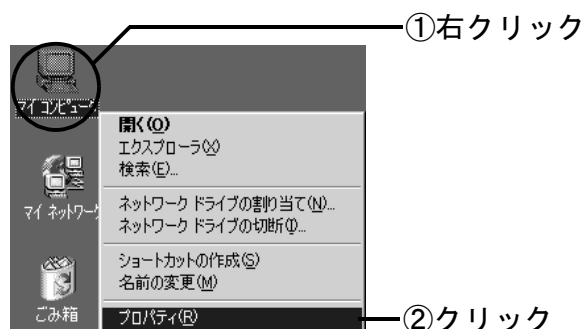 ①右クリック
マイ コンピュータ
開く(O)
エクスプローラ(X)
検索(E)...
マイ ネットワーク
ネットワーク ドライブの割り当て(N)...
ネットワーク ドライブの切断(I)...
ショートカットの作成(S)
名前の変更(M)
ごみ箱
プロパティ(R)
②クリック